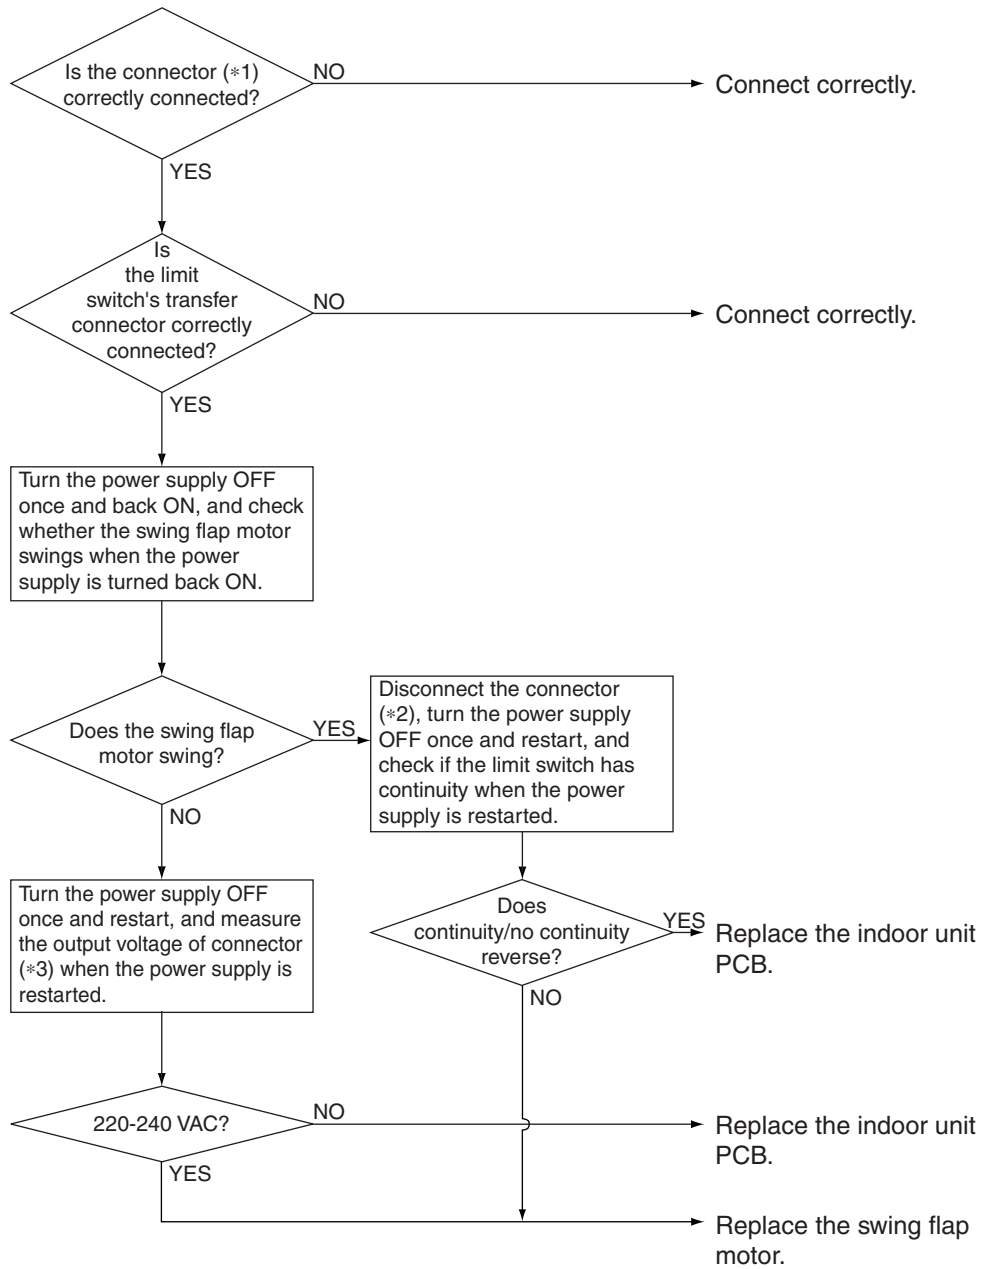 Is the connector (*1)
correctly connected?
NO
Connect correctly.
YES
Is
the limit
switch's transfer
connector correctly
connected?
NO
Connect correctly.
YES
Turn the power supply OFF
once and back ON, and check
whether the swing flap motor
swings when the power
supply is turned back ON.
Does the swing flap
motor swing?
YES
Disconnect the connector
(*2), turn the power supply
OFF once and restart, and
check if the limit switch has
continuity when the power
supply is restarted.
NO
Turn the power supply OFF
once and restart, and measure
the output voltage of connector
(*3) when the power supply is
restarted.
Does
continuity/no continuity
reverse?
YES
Replace the indoor unit
PCB.
NO
220-240 VAC?
NO
Replace the indoor unit
PCB.
YES
Replace the swing flap
motor.